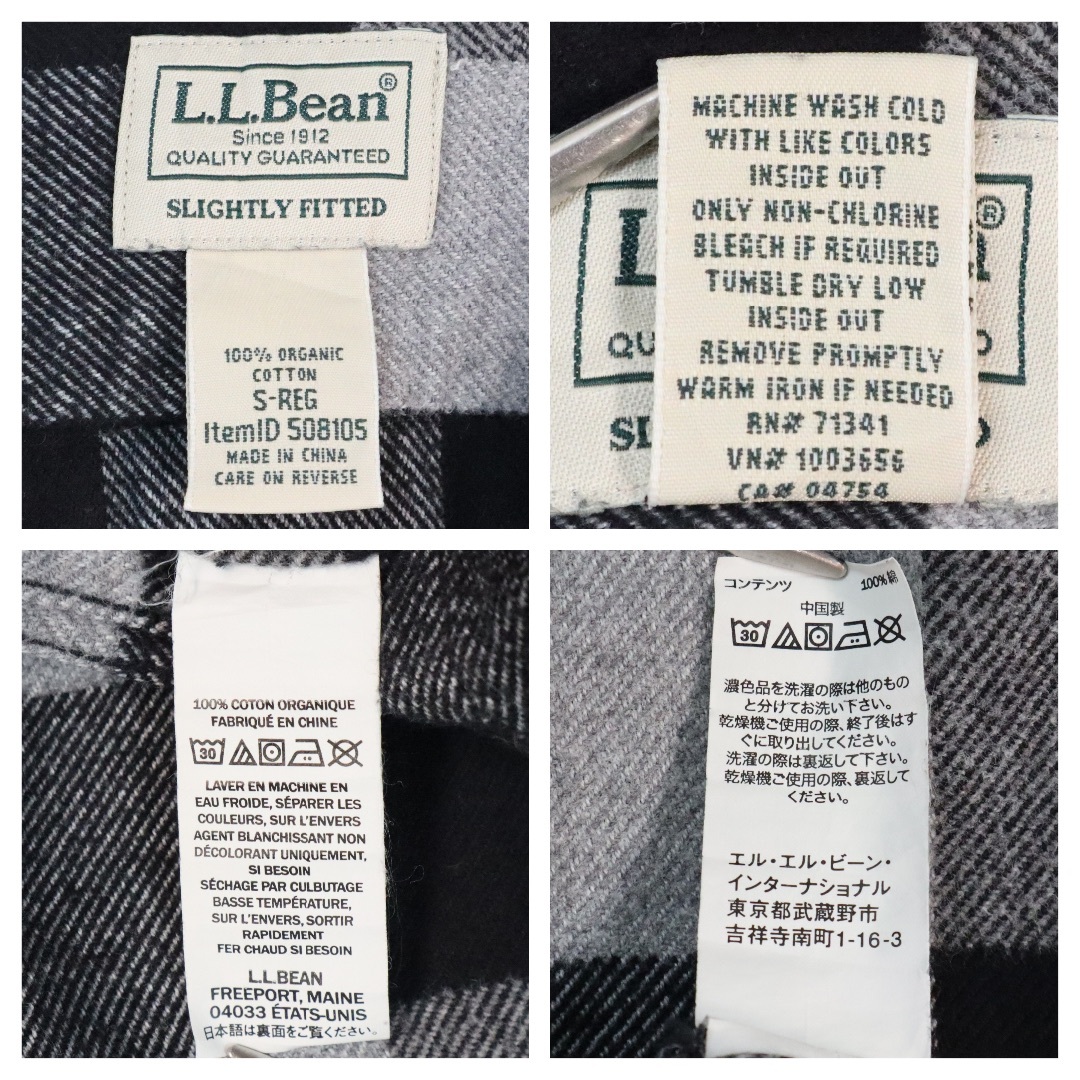 L.L.Bean®
Since 1912
QUALITY GUARANTEED
SLIGHTLY FITTED
100% ORGANIC
COTTON
S-REG
ItemID 508105
MADE IN CHINA
CARE ON REVERSE
MACHINE WASH COLD
WITH LIKE COLORS
INSIDE OUT
ONLY NON-CHLORINE
BLEACH IF REQUIRED
TUMBLE DRY LOW
INSIDE OUT
REMOVE PROMPTLY
WARM IRON IF NEEDED
RN# 71341
VN# 1003656
CA# 04754
100% COTON ORGANIQUE
FABRIQUÉ EN CHINE
30
LAVER EN MACHINE EN
EAU FROIDE, SÉPARER LES
COULEURS, SUR L'ENVERS
AGENT BLANCHISSANT NON
DÉCOLORANT UNIQUEMENT,
SI BESOIN
SÉCHAGE PAR CULBUTAGE
BASSE TEMPÉRATURE,
SUR L'ENVERS, SORTIR
RAPIDEMENT
FER CHAUD SI BESOIN
L.L.BEAN
FREEPORT, MAINE
04033 ÉTATS-UNIS
日本語は裏面をご覧ください。
コンテンツ 100% 綿
中国製
30
濃色品を洗濯の際は他のもの
と分けてお洗い下さい。
乾燥機ご使用の際、終了後はす
ぐに取り出してください。
洗濯の際は裏返して下さい。
乾燥機ご使用の際、裏返して
ください。
エル・エル・ビーン・
インターナショナル
東京都武蔵野市
吉祥寺南町1-16-3